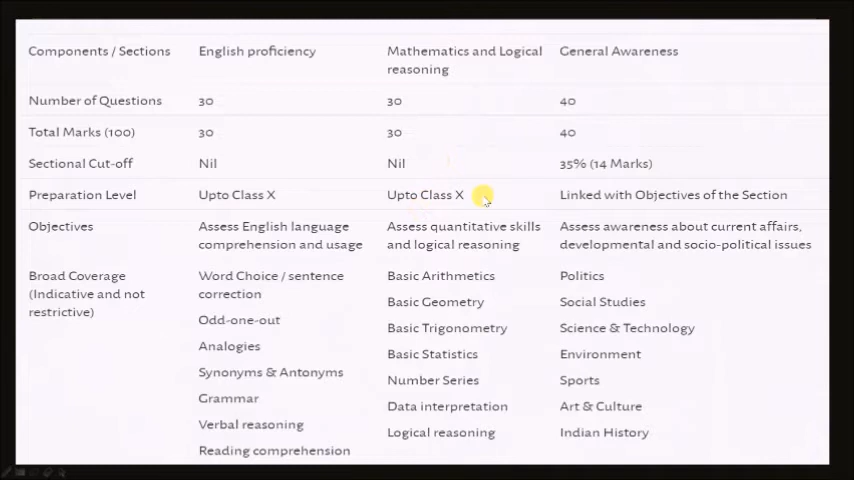 Components / Sections English proficiency Mathematics and Logical General Awareness
reasoning
Number of Questions 30 30 40
Total Marks (100) 30 30 40
Sectional Cut-off Nil Nil 35% (14 Marks)
Preparation Level Upto Class X Upto Class X Linked with Objectives of the Section
Objectives Assess English language Assess quantitative skills Assess awareness about current affairs,
comprehension and usage and logical reasoning developmental and socio-political issues
Broad Coverage Word Choice / sentence Basic Arithmetics Politics
(Indicative and not correction Basic Geometry Social Studies
restrictive) Odd-one-out Basic Trigonometry Science & Technology
Analogies Basic Statistics Environment
Synonyms & Antonyms Number Series Sports
Grammar Data interpretation Art & Culture
Verbal reasoning Logical reasoning Indian History
Reading comprehension